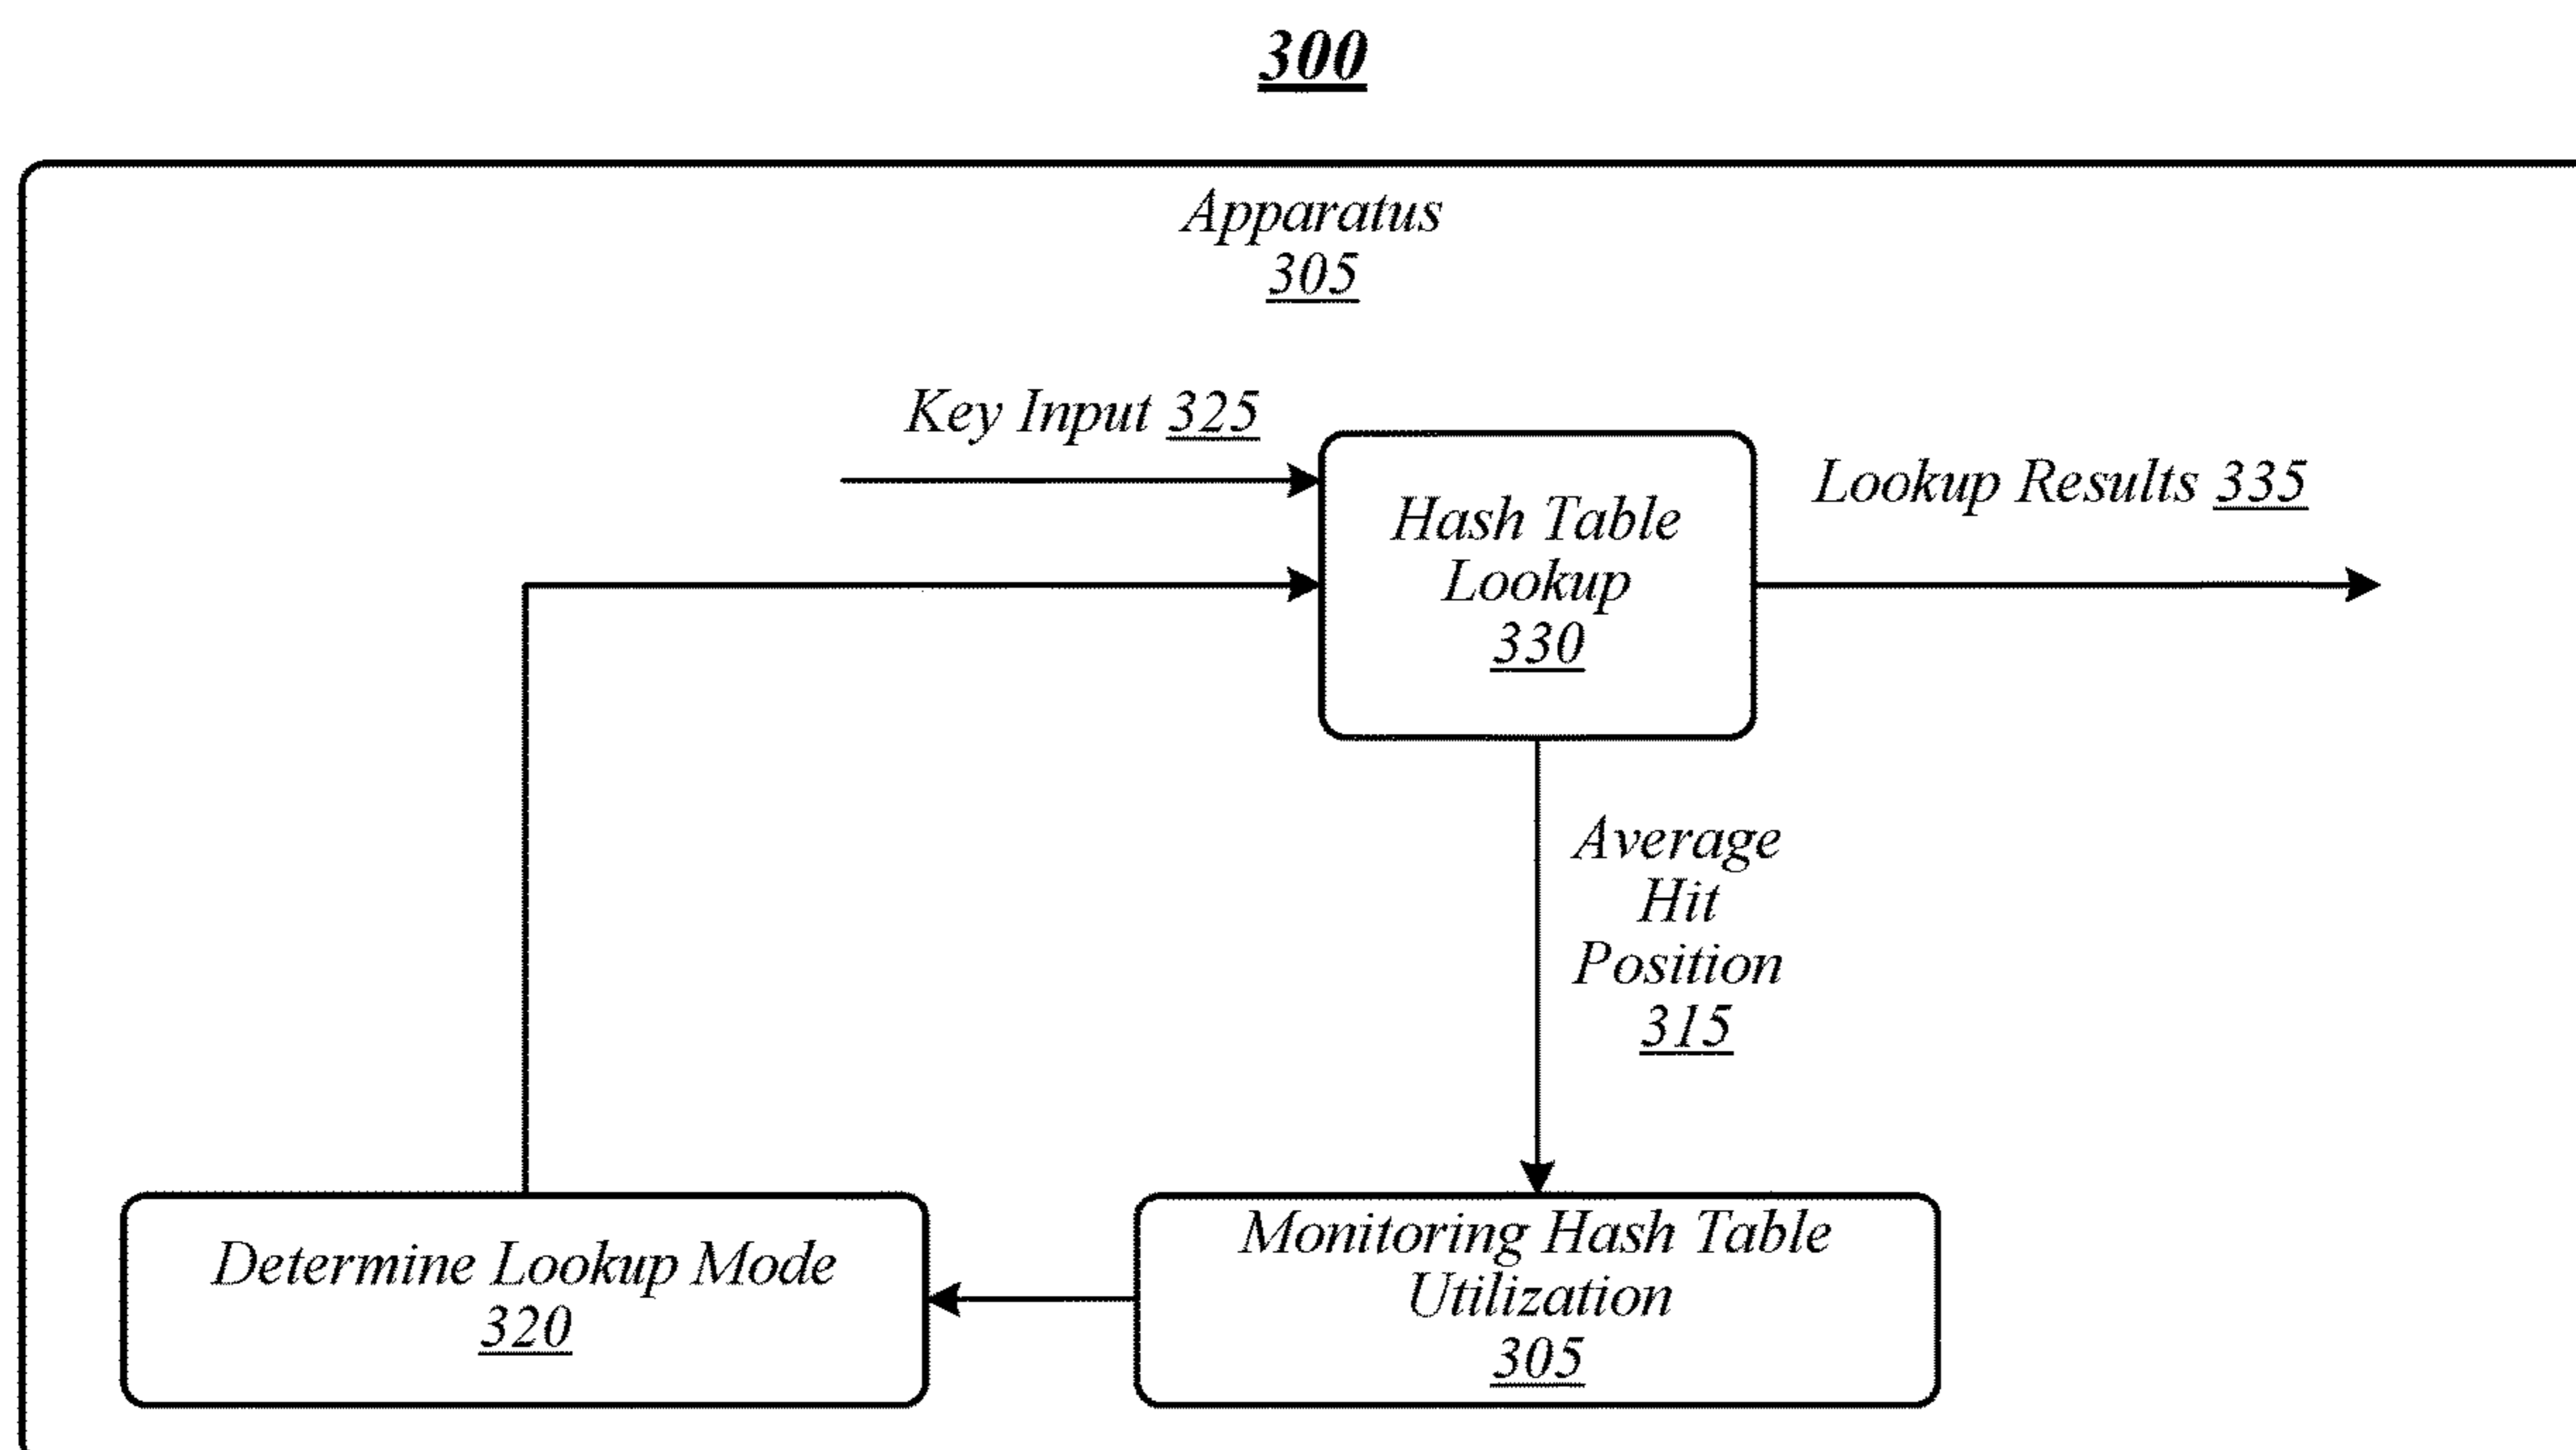 300
Apparatus
305
Key Input 325
Hash Table
Lookup
330
Lookup Results 335
Average
Hit
Position
315
Determine Lookup Mode
320
Monitoring Hash Table
Utilization
305